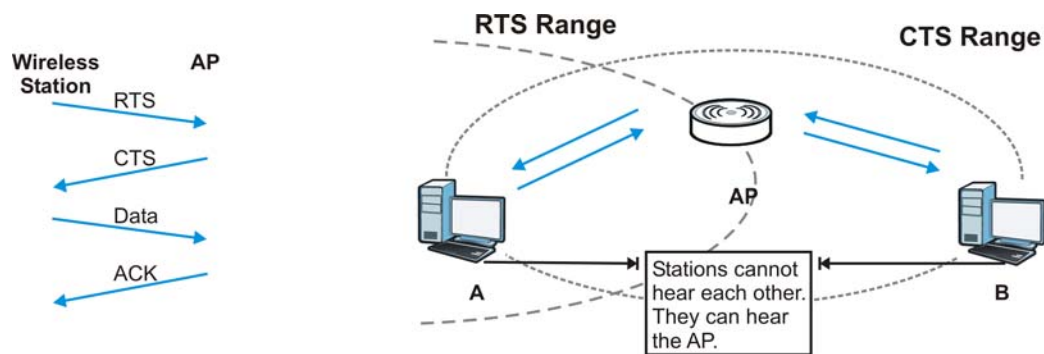 Wireless
Station
AP
RTS
CTS
Data
ACK
RTS Range
CTS Range
AP
A
B
Stations cannot
hear each other.
They can hear
the AP.